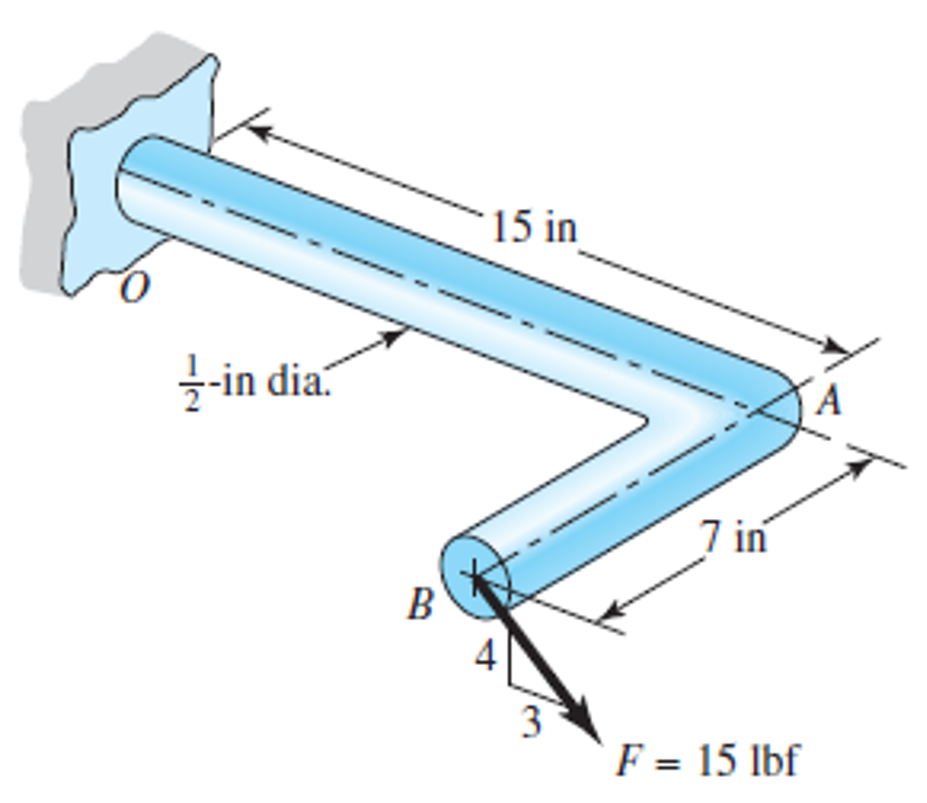 15 in
O
1/2-in dia.
A
7 in
B
4
3
F = 15 lbf